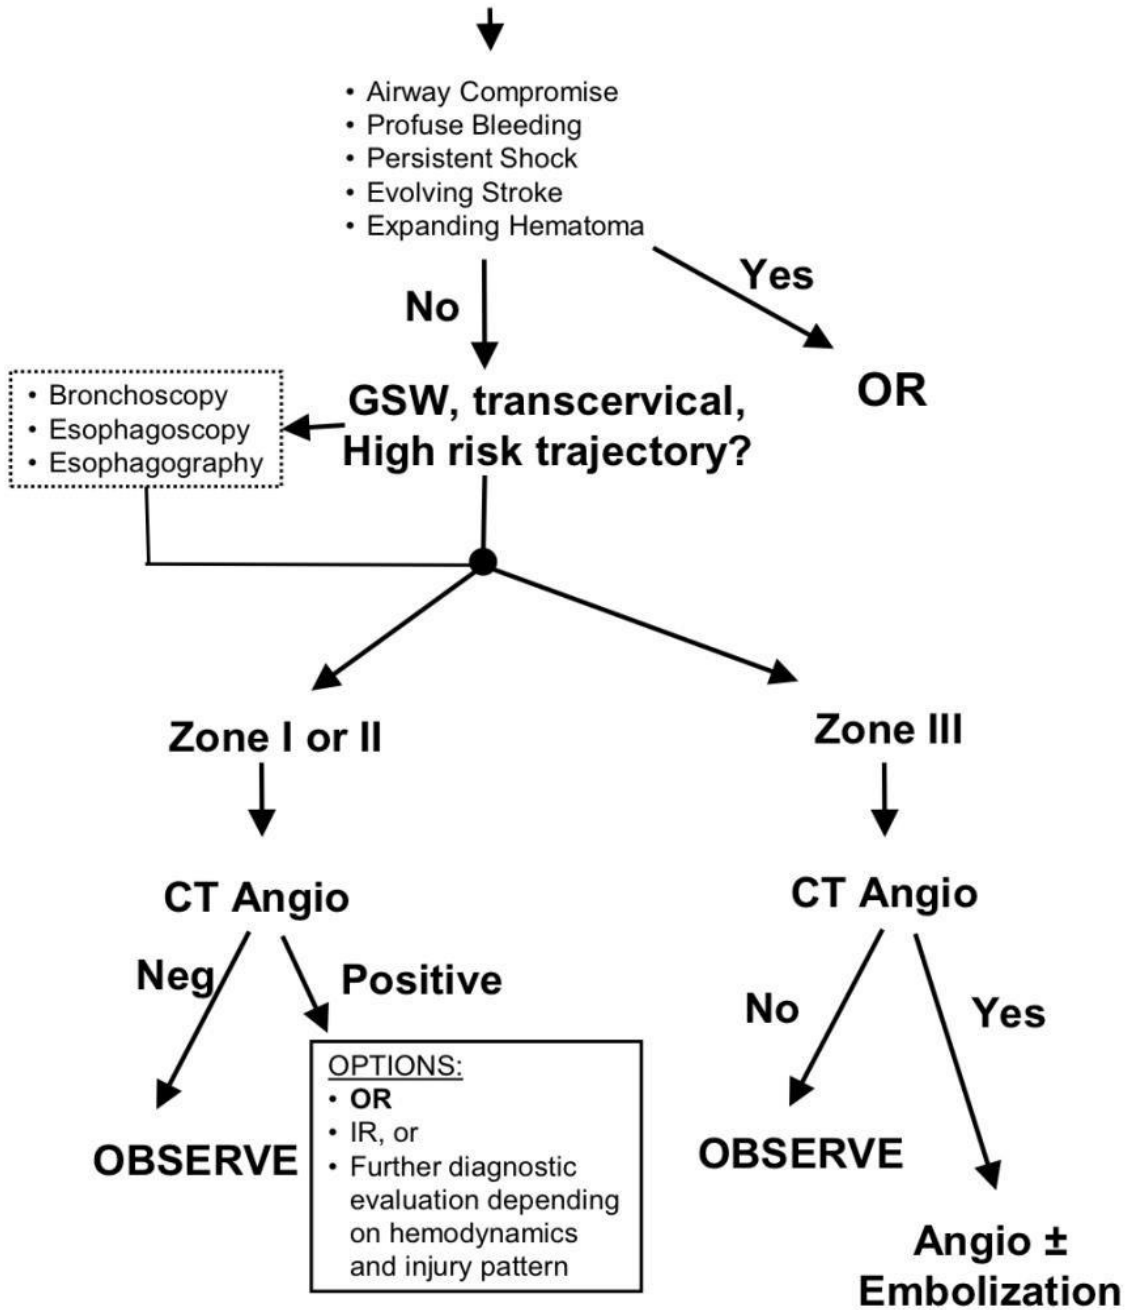 • Airway Compromise
• Profuse Bleeding
• Persistent Shock
• Evolving Stroke
• Expanding Hematoma
Yes
No
OR
• Bronchoscopy
• Esophagoscopy
• Esophagography
GSW, transcervical,
High risk trajectory?
Zone I or II
Zone III
CT Angio
CT Angio
Neg
Positive
No
Yes
OBSERVE
OPTIONS:
• OR
• IR, or
• Further diagnostic
evaluation depending
on hemodynamics
and injury pattern
OBSERVE
Angio ±
Embolization